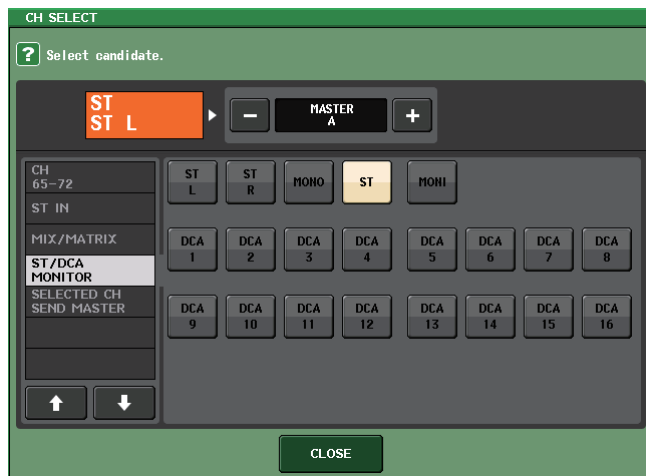 CH SELECT
? Select candidate.
ST
ST L
−
MASTER
A
+
CH
65-72
ST IN
MIX/MATRIX
ST/DCA
MONITOR
SELECTED CH
SEND MASTER
ST
L
ST
R
MONO
ST
MONI
DCA
1
DCA
2
DCA
3
DCA
4
DCA
5
DCA
6
DCA
7
DCA
8
DCA
9
DCA
10
DCA
11
DCA
12
DCA
13
DCA
14
DCA
15
DCA
16
CLOSE